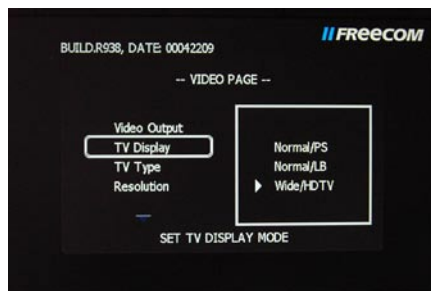 FREECOM
BUILD.R938, DATE 00042209
-- VIDEO PAGE --
Video Output
TV Display
TV Type
Resolution
Normal/PS
Normal/LB
Wide/HDTV
SET TV DISPLAY MODE